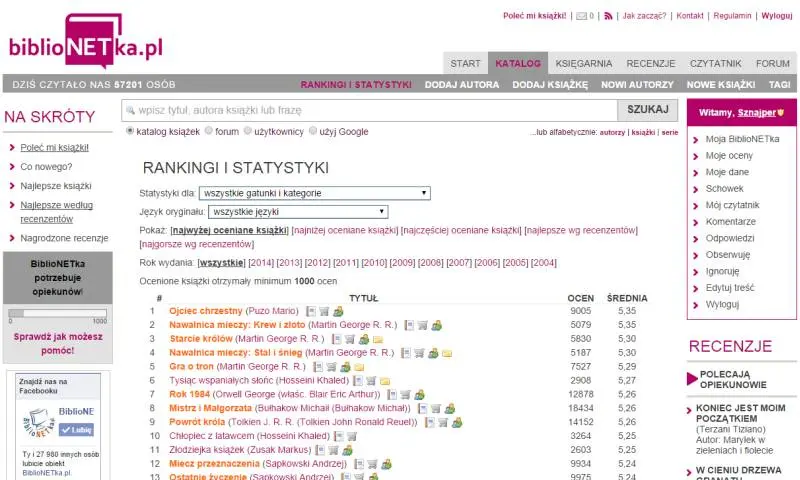 biblioNETka.pl
Poleć mi książki! | 0 | Jak zacząć? | Kontakt | Regulamin | Wyloguj
START KATALOG KSIĘGARNIA RECENZJE CZYTATNIK FORUM
DZIŚ CZYTAŁO NAS 57201 OSÓB
RANKINGI I STATYSTYKI DODAJ AUTORA DODAJ KSIĄŻKĘ NOWI AUTORZY NOWE KSIĄŻKI TAGI
NA SKRÓTY
Poleć mi książki!
Co nowego?
Najlepsze książki
Najlepsze według recenzentów
Nagrodzone recenzje
BiblioNETka
potrzebuje
opiekunów!
0 1000
Sprawdź jak możesz
pomóc!
Znajdź nas na
Facebooku
biblioNETka
BiblioNE
Lubię
Ty i 27 980 innych osób
lubicie obiekt
BiblioNETka.pl.
wpisz tytuł, autora książki lub frazę
SZUKAJ
katalog książek forum użytkownicy użyj Google
...lub alfabetycznie: autorzy | książki | serie
RANKINGI I STATYSTYKI
Statystyki dla: wszystkie gatunki i kategorie
Język oryginału: wszystkie języki
Pokaż: [najwyżej oceniane książki] [najniżej oceniane książki] [najczęściej oceniane książki] [najlepsze wg recenzentów]
[najgorsze wg recenzentów]
Rok wydania: [wszystkie] [2014] [2013] [2012] [2011] [2010] [2009] [2008] [2007] [2006] [2005] [2004]
Ocenione książki otrzymały minimum 1000 ocen
# TYTUŁ OCEN ŚREDNIA
1 Ojciec chrzestny (Puzo Mario) 9005 5,35
2 Nawałnica mieczy: Krew i złoto (Martin George R. R.) 5079 5,35
3 Starcie królów (Martin George R. R.) 5830 5,30
4 Nawałnica mieczy: Stal i śnieg (Martin George R. R.) 5187 5,30
5 Gra o tron (Martin George R. R.) 7527 5,29
6 Tysiąc wspaniałych słońc (Hosseini Khaled) 2908 5,27
7 Rok 1984 (Orwell George (właśc. Blair Eric Arthur)) 12878 5,26
8 Mistrz i Małgorzata (Bułhakow Michaił (Bułhakow Michał)) 18434 5,26
9 Powrót króla (Tolkien J. R. R. (Tolkien John Ronald Reuel)) 14152 5,26
10 Chłopiec z latawcem (Hosseini Khaled) 3264 5,25
11 Złodziejka książek (Zusak Markus) 2603 5,25
12 Miecz przeznaczenia (Sapkowski Andrzej) 9934 5,24
13 Ostatnie życzenie (Sapkowski Andrzej) 9975 5,24
Witamy, Sznajper
Moja BiblioNETka
Moje oceny
Moje dane
Schowek
Mój czytatnik
Komentarze
Odpowiedzi
Obserwuję
Ignoruję
Edytuj treść
Wyloguj
RECENZJE
POLECAJĄ
OPIEKUNOWIE
KONIEC JEST MOIM
POCZĄTKIEM
(Terzani Tiziano)
Autor: Marylek w
zieleniach i fiolecie
W CIENIU DRZEWA
GRANATU